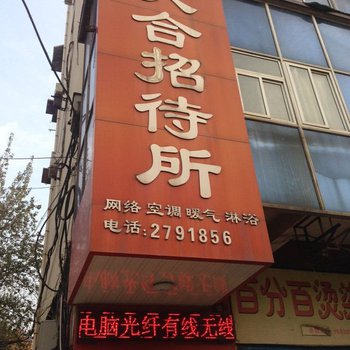 合招待所
网络 空调 暖气 淋浴
电话:2791856
电脑光纤有线无线
百分百烫